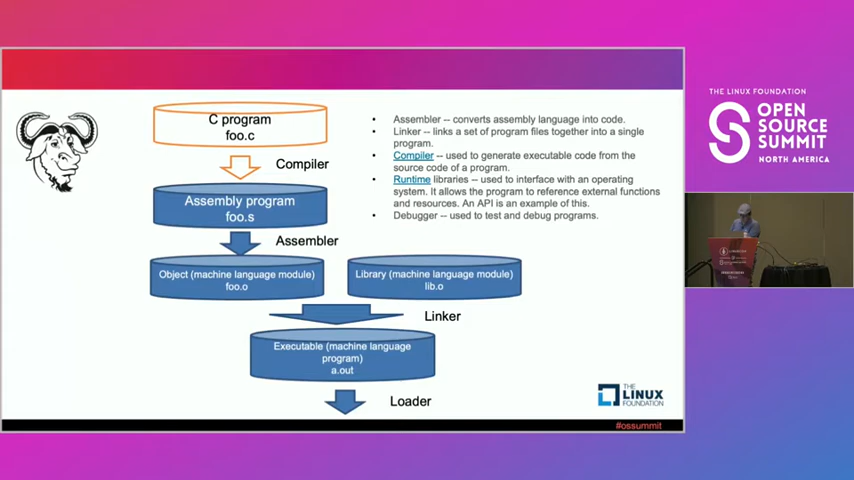 C program
foo.c
Compiler
Assembly program
foo.s
Assembler
Object (machine language module)
foo.o
Library (machine language module)
lib.o
Linker
Executable (machine language
program)
a.out
Loader
• Assembler -- converts assembly language into code.
• Linker -- links a set of program files together into a single
program.
• Compiler -- used to generate executable code from the
source code of a program.
• Runtime libraries -- used to interface with an operating
system. It allows the program to reference external functions
and resources. An API is an example of this.
• Debugger -- used to test and debug programs.
THE
LINUX
FOUNDATION
#ossummit
THE LINUX FOUNDATION
OPEN
SOURCE
SUMMIT
NORTH AMERICA